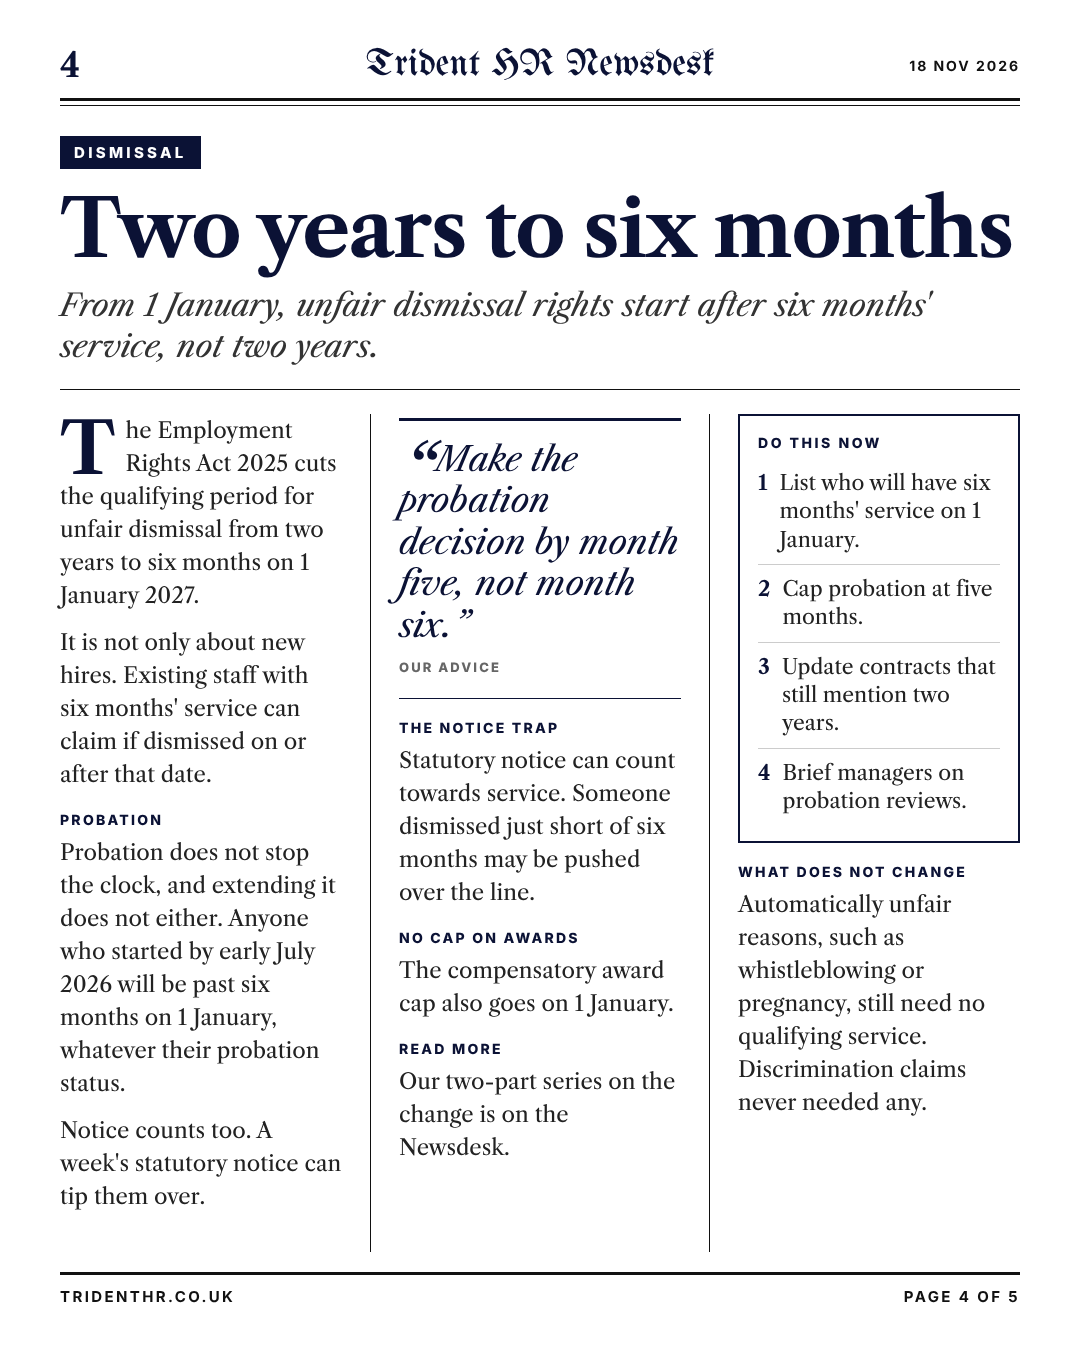 4
Trident HR Newsdesk
18 NOV 2026
DISMISSAL
Two years to six months
From 1 January, unfair dismissal rights start after six months'
service, not two years.
The Employment
Rights Act 2025 cuts
the qualifying period for
unfair dismissal from two
years to six months on 1
January 2027.
It is not only about new
hires. Existing staff with
six months' service can
claim if dismissed on or
after that date.
PROBATION
Probation does not stop
the clock, and extending it
does not either. Anyone
who started by early July
2026 will be past six
months on 1 January,
whatever their probation
status.
Notice counts too. A
week's statutory notice can
tip them over.
“Make the
probation
decision by month
five, not month
six.”
OUR ADVICE
THE NOTICE TRAP
Statutory notice can count
towards service. Someone
dismissed just short of six
months may be pushed
over the line.
NO CAP ON AWARDS
The compensatory award
cap also goes on 1 January.
READ MORE
Our two-part series on the
change is on the
Newsdesk.
DO THIS NOW
1 List who will have six
months' service on 1
January.
2 Cap probation at five
months.
3 Update contracts that
still mention two
years.
4 Brief managers on
probation reviews.
WHAT DOES NOT CHANGE
Automatically unfair
reasons, such as
whistleblowing or
pregnancy, still need no
qualifying service.
Discrimination claims
never needed any.
TRIDENTHR.CO.UK
PAGE 4 OF 5